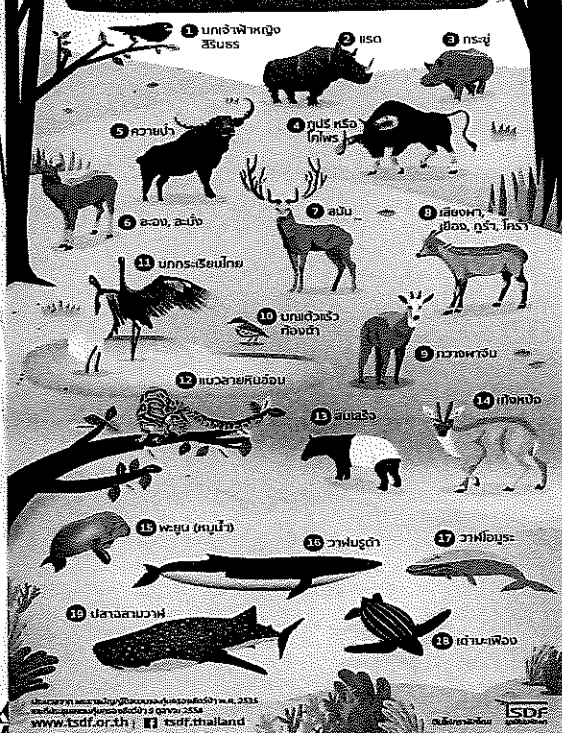 1 นกเจ้าฟ้าหญิง
สิรินธร
2 แรด
3 กระซู่
5 ควายป่า
4 กูปรี หรือ
โคไพร
6 ละอง, ละมั่ง
7 สมัน
8 เลียงผา,
เยือง, กูรำ, โครำ
11 นกกระเรียนไทย
10 นกแต้วแร้ว
ท้องดำ
9 กวางผาจีน
12 แมวลายหินอ่อน
13 สมเสร็จ
14 เก้งหม้อ
15 พะยูน (หมูน้ำ)
16 วาฬบรูด้า
17 วาฬโอมูระ
19 ปลาฉลามวาฬ
18 เต่ามะเฟือง
www.tsdf.or.th | f tsdf.thailand
TSDF